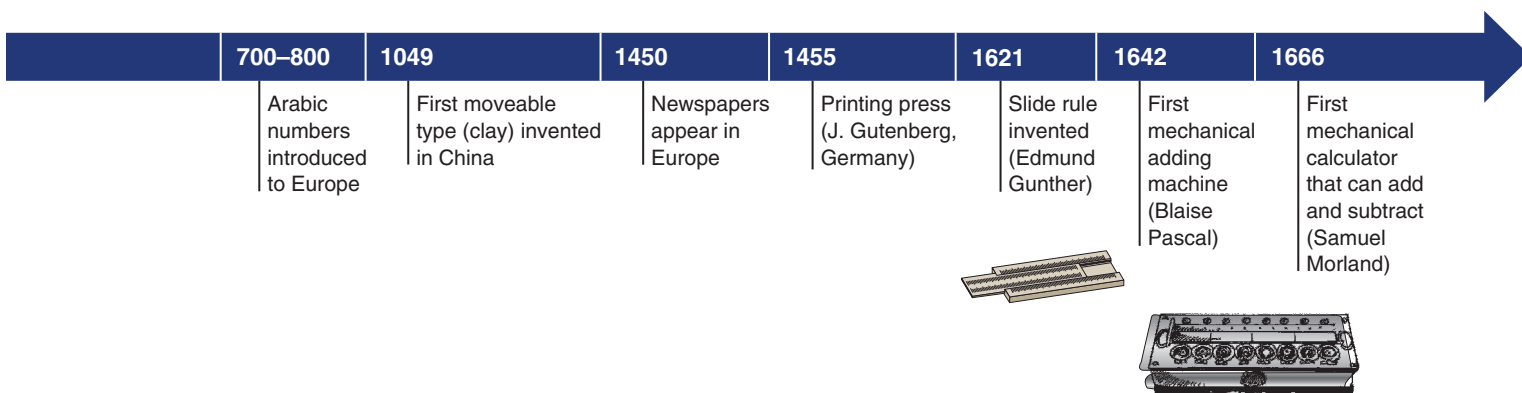 700–800
Arabic
numbers
introduced
to Europe
1049
First moveable
type (clay) invented
in China
1450
Newspapers
appear in
Europe
1455
Printing press
(J. Gutenberg,
Germany)
1621
Slide rule
invented
(Edmund
Gunther)
1642
First
mechanical
adding
machine
(Blaise
Pascal)
1666
First
mechanical
calculator
that can add
and subtract
(Samuel
Morland)